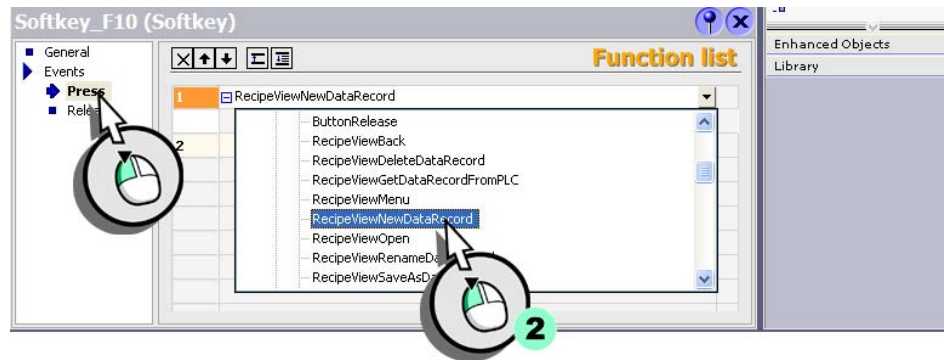 Softkey_F10 (Softkey)
General
Events
Press
Function list
1 RecipeViewNewDataRecord
2
ButtonRelease
RecipeViewBack
RecipeViewDeleteDataRecord
RecipeViewGetDataRecordFromPLC
RecipeViewMenu
RecipeViewNewDataRecord
RecipeViewOpen
2
Enhanced Objects
Library